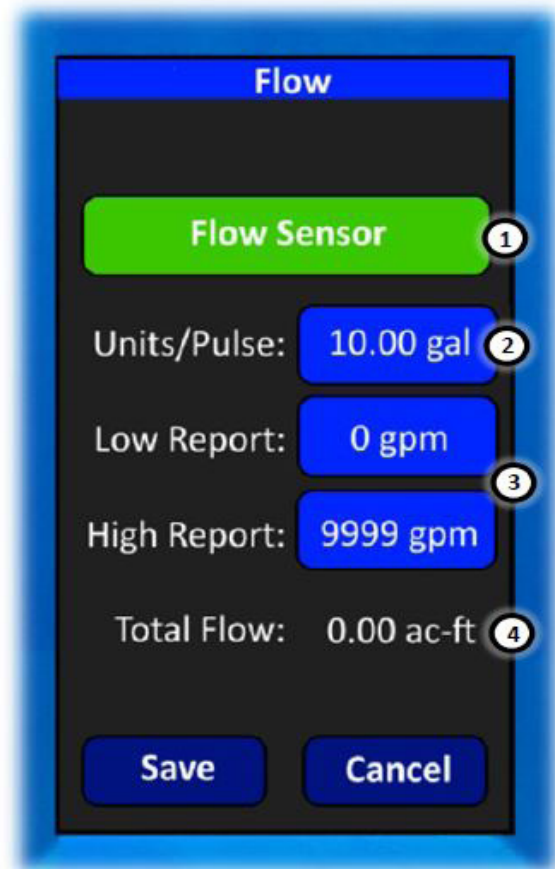 Flow
Flow Sensor 1
Units/Pulse: 10.00 gal 2
Low Report: 0 gpm
3
High Report: 9999 gpm
Total Flow: 0.00 ac-ft 4
Save Cancel